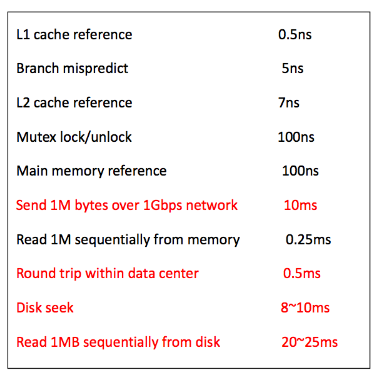 L1 cache reference 0.5ns
Branch mispredict 5ns
L2 cache reference 7ns
Mutex lock/unlock 100ns
Main memory reference 100ns
Send 1M bytes over 1Gbps network 10ms
Read 1M sequentially from memory 0.25ms
Round trip within data center 0.5ms
Disk seek 8~10ms
Read 1MB sequentially from disk 20~25ms